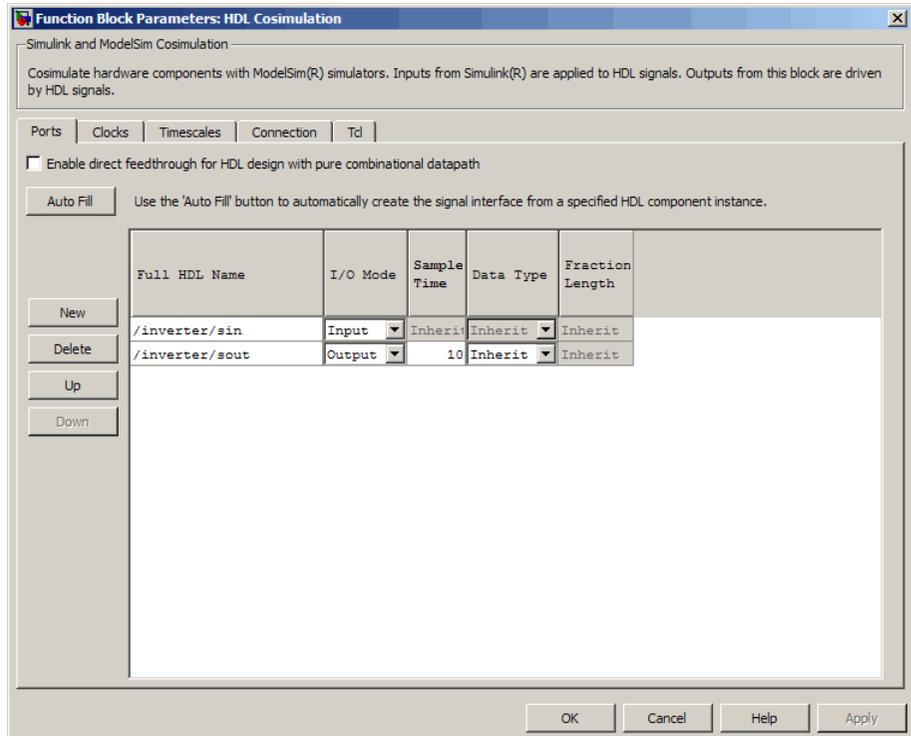 Function Block Parameters: HDL Cosimulation
Simulink and ModelSim Cosimulation
Cosimulate hardware components with ModelSim(R) simulators. Inputs from Simulink(R) are applied to HDL signals. Outputs from this block are driven
by HDL signals.
Ports Clocks Timescales Connection Tcl
Enable direct feedthrough for HDL design with pure combinational datapath
Auto Fill Use the 'Auto Fill' button to automatically create the signal interface from a specified HDL component instance.
Full HDL Name I/O Mode Sample Time Data Type Fraction Length
New
/inverter/sin Input Inherit Inherit Inherit
Delete
/inverter/sout Output 10 Inherit Inherit
Up
Down
OK Cancel Help Apply